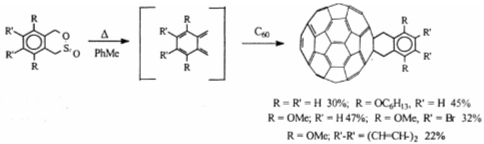 R R' O S O R' R
Δ
PhMe
R R' R' R
C₆₀
R R' R' R
R = R' = H 30%; R = OC₆H₁₃, R' = H 45%
R = OMe; R' = H 47%; R = OMe, R' = Br 32%
R = OMe; R'-R' = (CH=CH-)₂ 22%